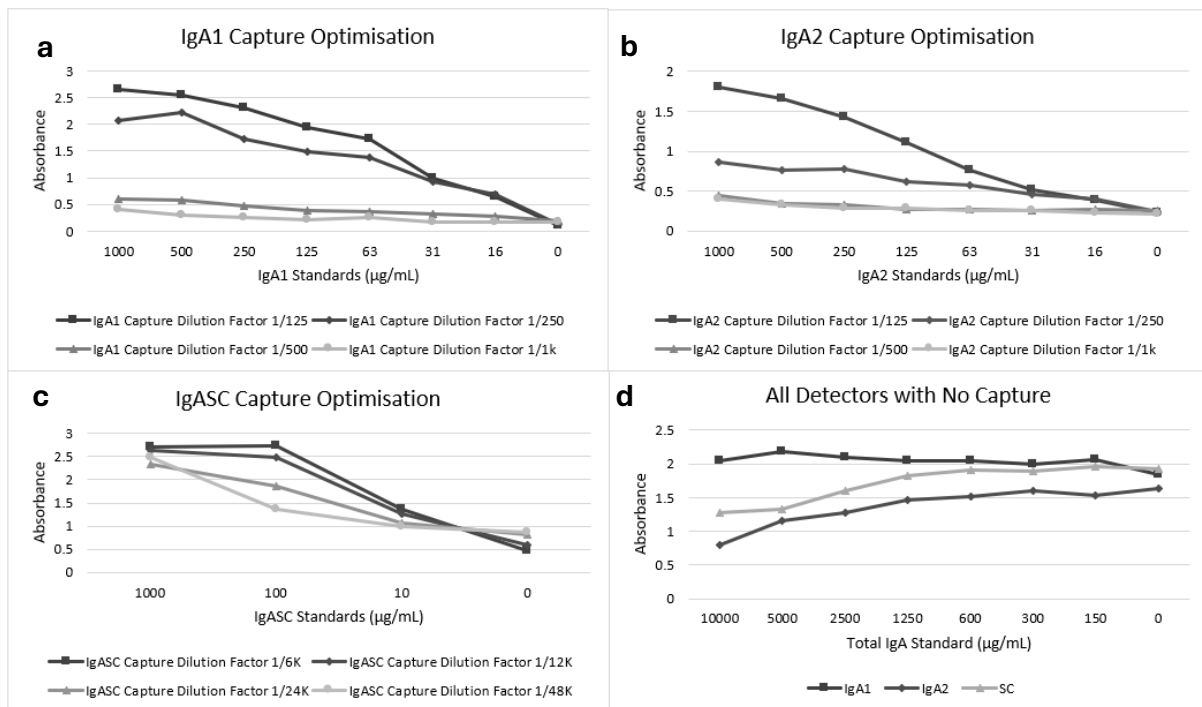 a
IgA1 Capture Optimisation
Absorbance
3
2.5
2
1.5
1
0.5
0
1000 500 250 125 63 31 16 0
IgA1 Standards (µg/mL)
IgA1 Capture Dilution Factor 1/125 IgA1 Capture Dilution Factor 1/250
IgA1 Capture Dilution Factor 1/500 IgA1 Capture Dilution Factor 1/1k
b
IgA2 Capture Optimisation
Absorbance
2
1.5
1
0.5
0
1000 500 250 125 63 31 16 0
IgA2 Standards (µg/mL)
IgA2 Capture Dilution Factor 1/125 IgA2 Capture Dilution Factor 1/250
IgA2 Capture Dilution Factor 1/500 IgA2 Capture Dilution Factor 1/1k
c
IgASC Capture Optimisation
Absorbance
3
2.5
2
1.5
1
0.5
0
1000 100 10 0
IgASC Standards (µg/mL)
IgASC Capture Dilution Factor 1/6K IgASC Capture Dilution Factor 1/12K
IgASC Capture Dilution Factor 1/24K IgASC Capture Dilution Factor 1/48K
d
All Detectors with No Capture
Absorbance
2.5
2
1.5
1
0.5
0
10000 5000 2500 1250 600 300 150 0
Total IgA Standard (µg/mL)
IgA1 IgA2 SC